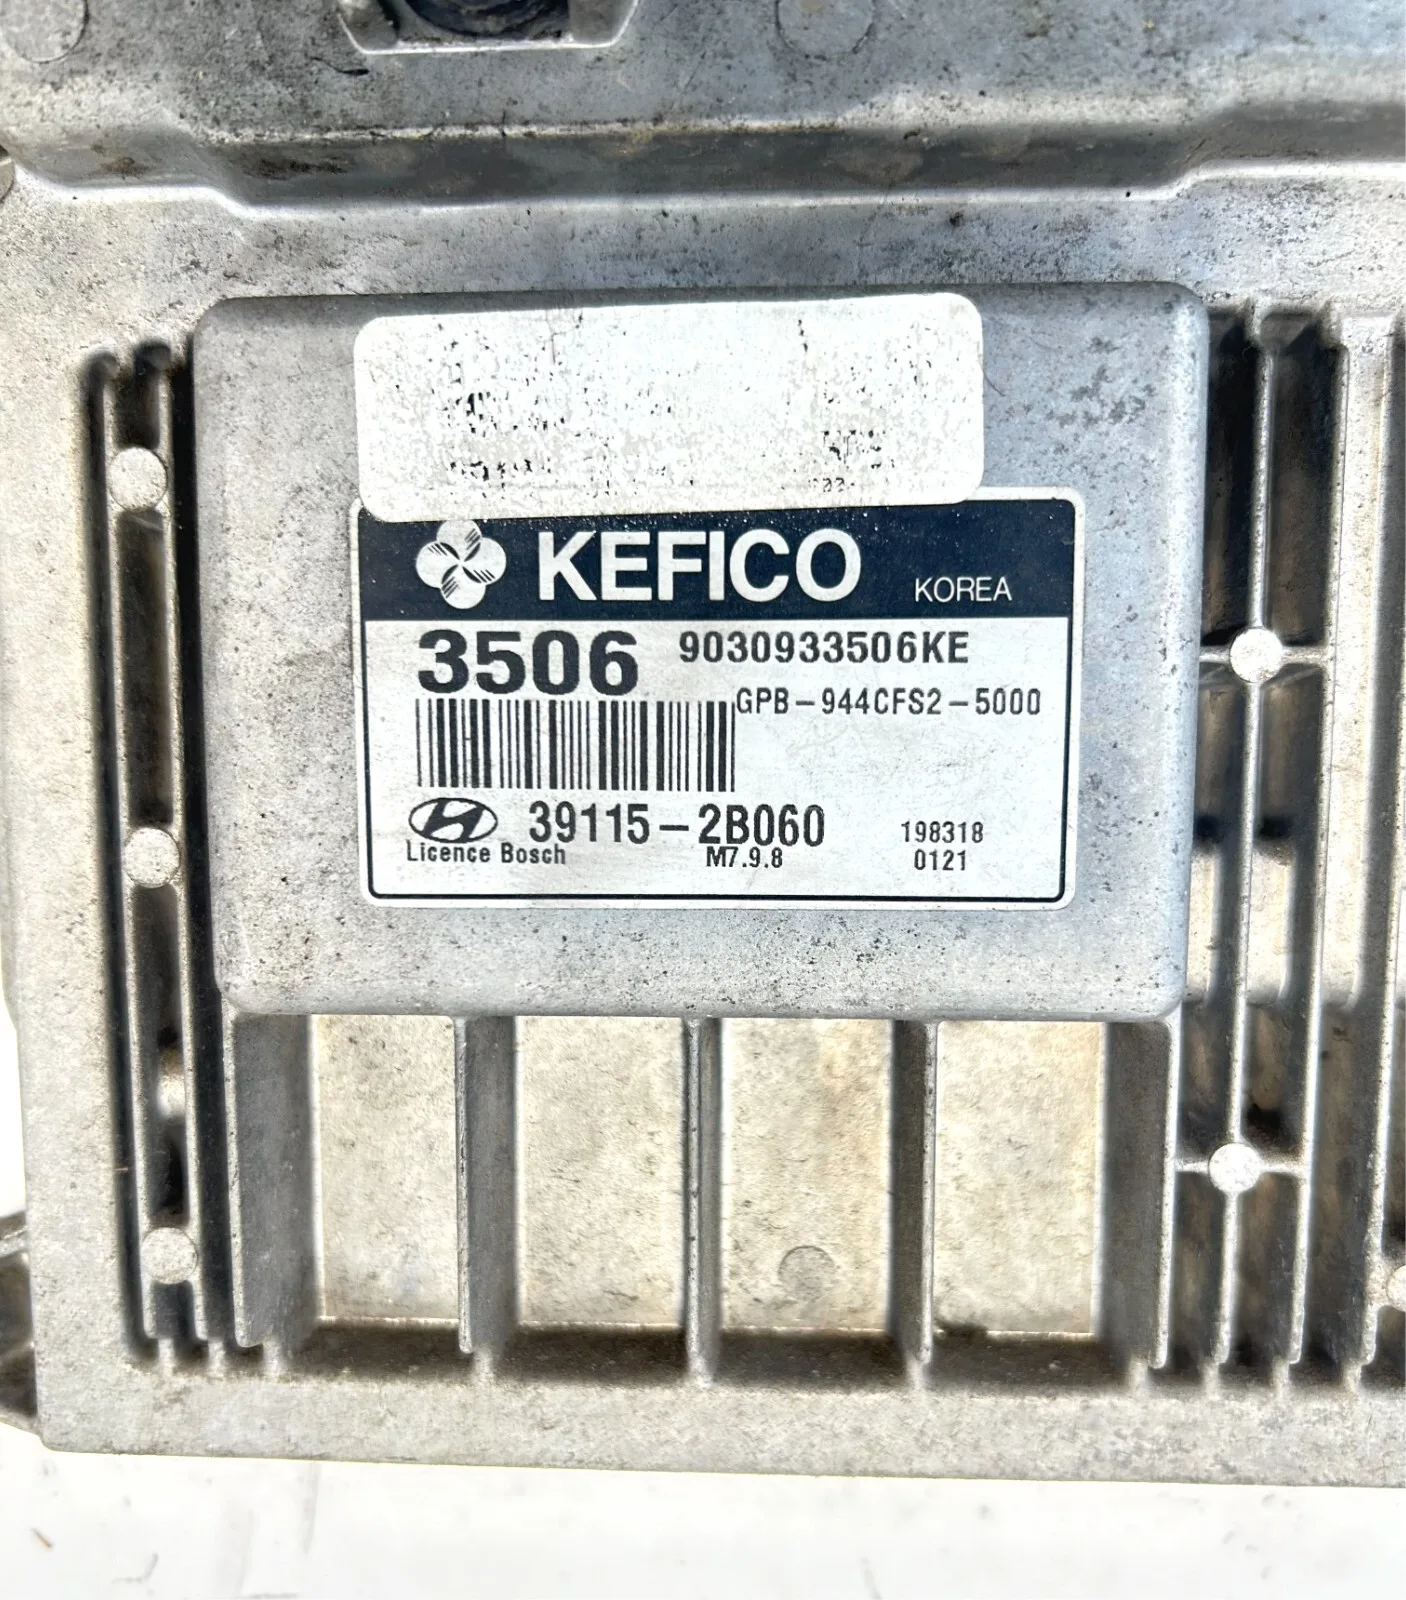 KEFICO KOREA
3506 9030933506KE
GPB-944CFS2-5000
39115-2B060 198318
Licence Bosch M7.9.8 0121